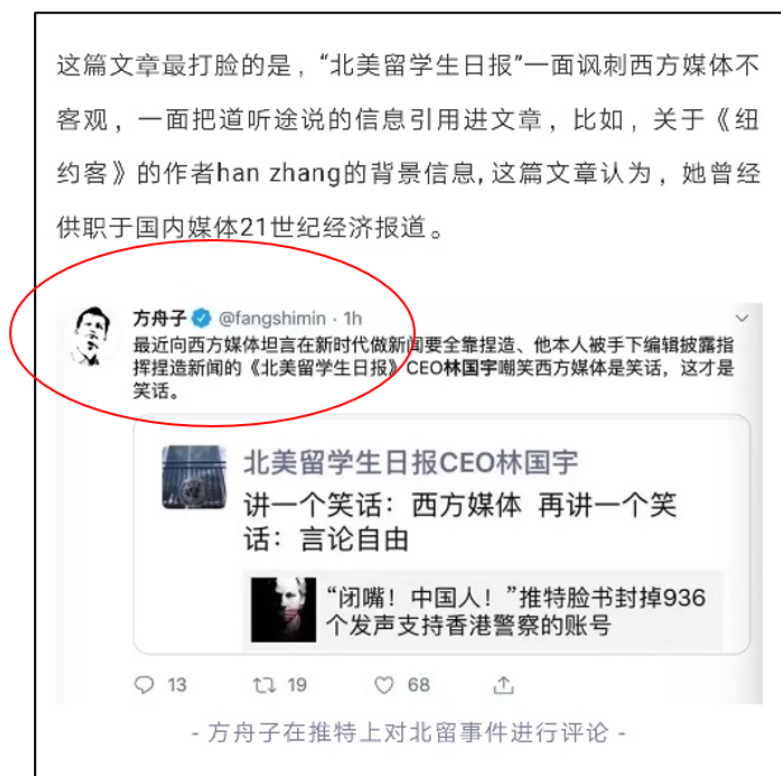 这篇文章最打脸的是，“北美留学生日报”一面讽刺西方媒体不
客观，一面把道听途说的信息引用进文章，比如，关于《纽
约客》的作者han zhang的背景信息,这篇文章认为，她曾经
供职于国内媒体21世纪经济报道。
方舟子 @fangshimin · 1h
最近向西方媒体坦言在新时代做新闻要全靠捏造、他本人被手下编辑披露指
挥捏造新闻的《北美留学生日报》CEO林国宇嘲笑西方媒体是笑话，这才是
笑话。
北美留学生日报CEO林国宇
讲一个笑话：西方媒体 再讲一个笑
话：言论自由
“闭嘴！中国人！”推特脸书封掉936
个发声支持香港警察的账号
13 19 68
- 方舟子在推特上对北留事件进行评论 -